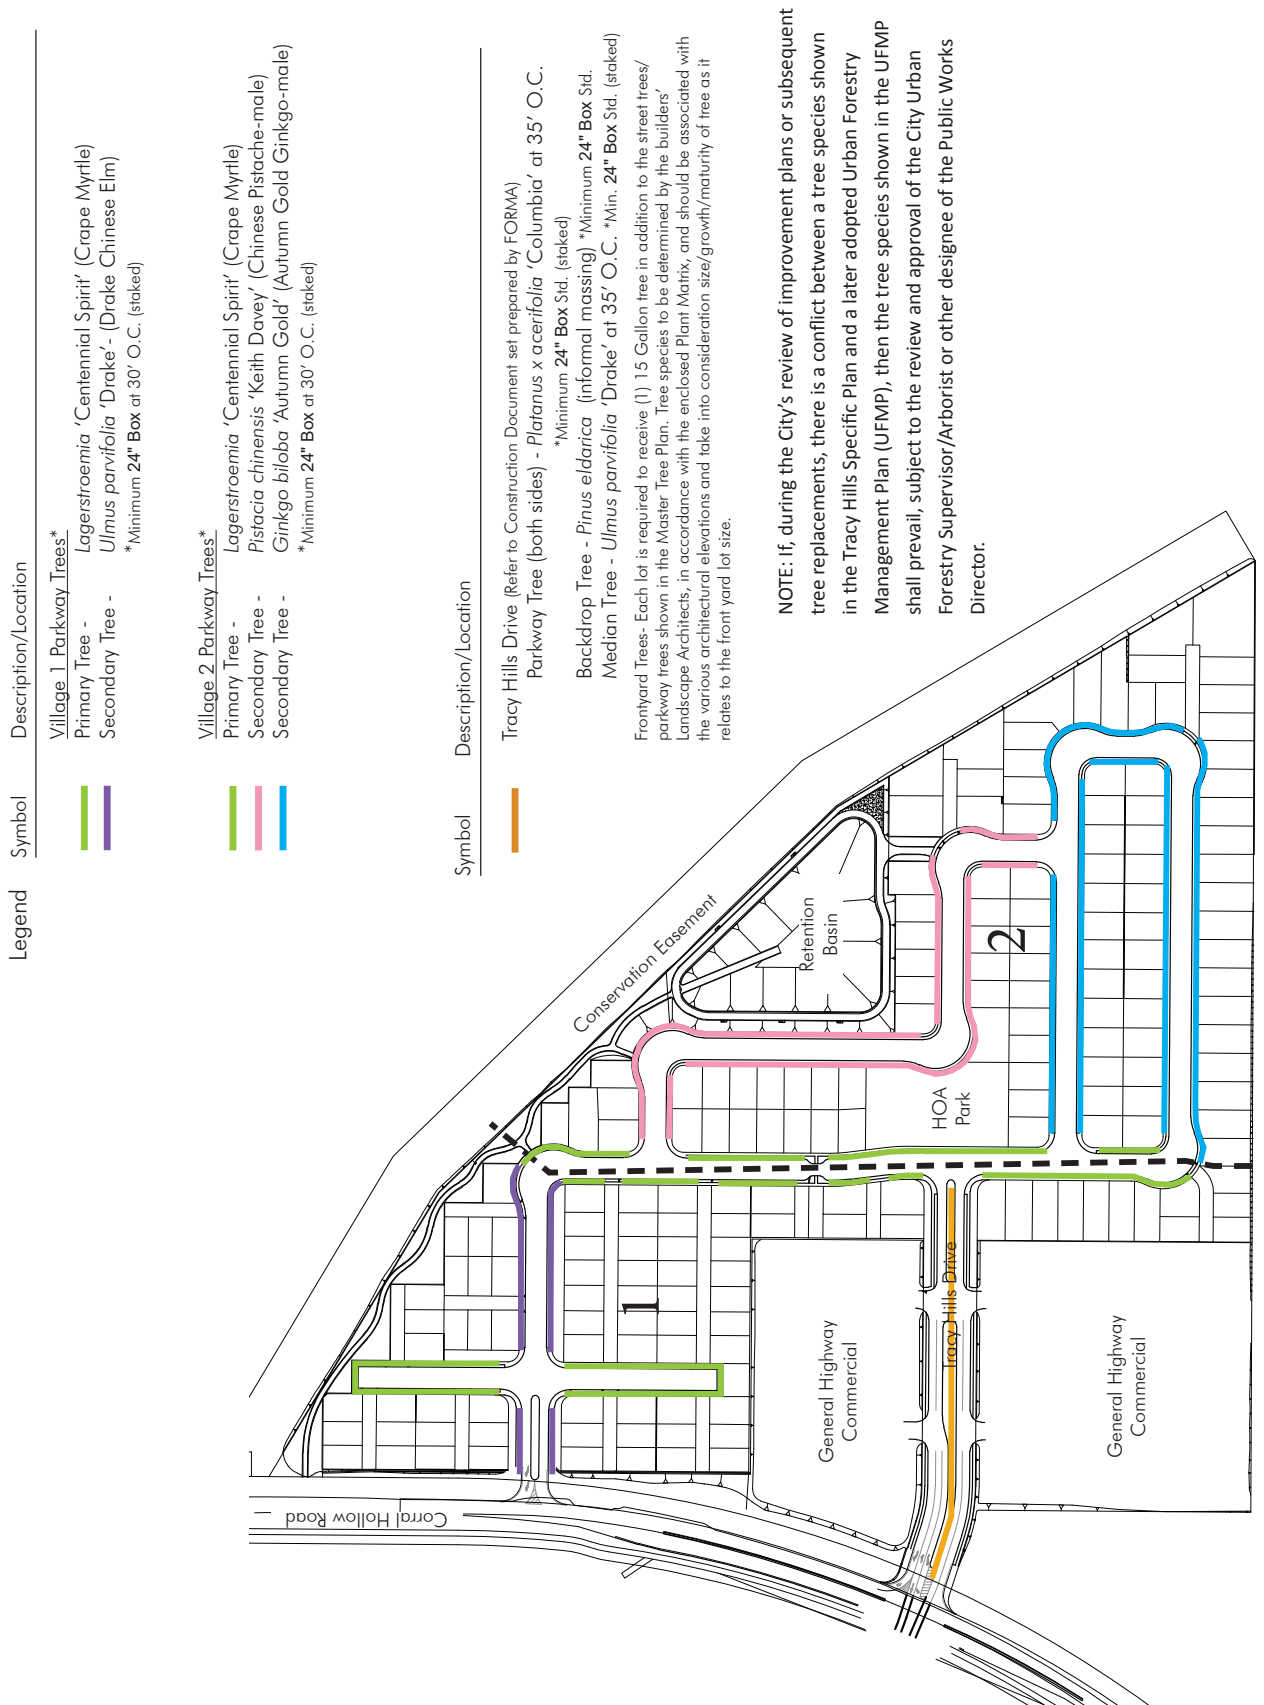 Legend
Symbol Description/Location
Village 1 Parkway Trees*
Primary Tree - Lagerstroemia 'Centennial Spirit' (Crape Myrtle)
Secondary Tree - Ulmus parvifolia 'Drake'- (Drake Chinese Elm)
*Minimum 24" Box at 30' O.C. (staked)
Village 2 Parkway Trees*
Primary Tree - Lagerstroemia 'Centennial Spirit' (Crape Myrtle)
Secondary Tree - Pistacia chinensis 'Keith Davey' (Chinese Pistache-male)
Secondary Tree - Ginkgo biloba 'Autumn Gold' (Autumn Gold Ginkgo-male)
*Minimum 24" Box at 30' O.C. (staked)
Symbol Description/Location
Tracy Hills Drive (Refer to Construction Document set prepared by FORMA)
Parkway Tree (both sides) - Platanus x acerifolia 'Columbia' at 35' O.C.
*Minimum 24" Box Std. (staked)
Backdrop Tree - Pinus eldarica (informal massing) *Minimum 24" Box Std.
Median Tree - Ulmus parvifolia 'Drake' at 35' O.C. *Min. 24" Box Std. (staked)
Frontyard Trees- Each lot is required to receive (1) 15 Gallon tree in addition to the street trees/
parkway trees shown in the Master Tree Plan. Tree species to be determined by the builders'
Landscape Architects, in accordance with the enclosed Plant Matrix, and should be associated with
the various architectural elevations and take into consideration size/growth/maturity of tree as it
relates to the front yard lot size.
NOTE: If, during the City's review of improvement plans or subsequent
tree replacements, there is a conflict between a tree species shown
in the Tracy Hills Specific Plan and a later adopted Urban Forestry
Management Plan (UFMP), then the tree species shown in the UFMP
shall prevail, subject to the review and approval of the City Urban
Forestry Supervisor/Arborist or other designee of the Public Works
Director.
Corral Hollow Road
Conservation Easement
1
Retention
Basin
HOA
Park
2
General Highway
Commercial
Tracy Hills Drive
General Highway
Commercial